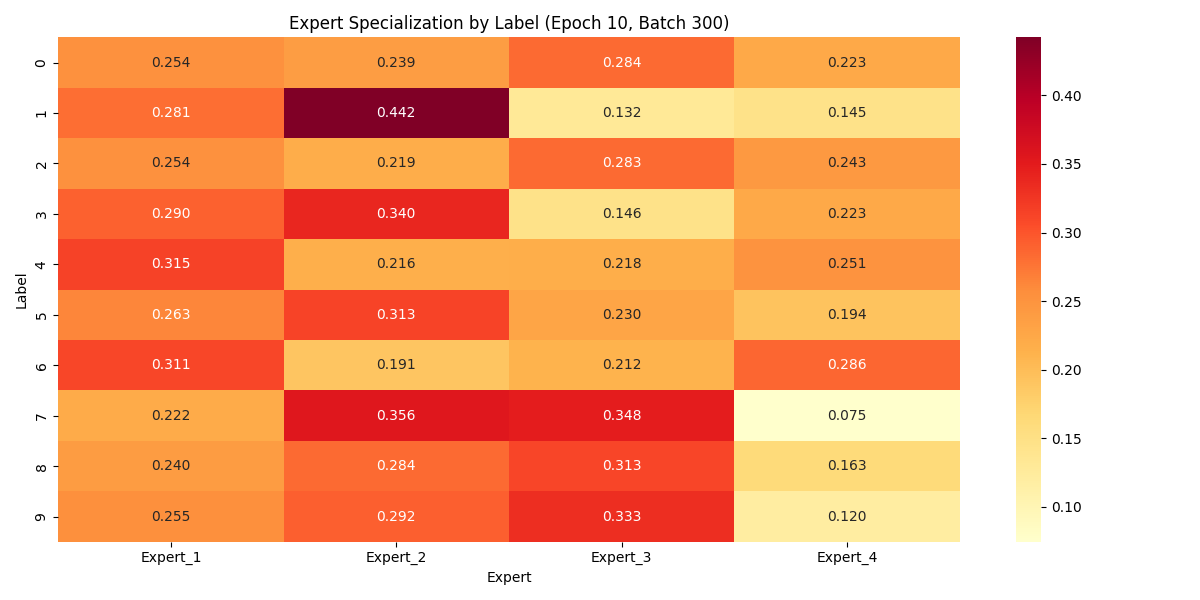 Expert Specialization by Label (Epoch 10, Batch 300)
Label
0 0.254 0.239 0.284 0.223
1 0.281 0.442 0.132 0.145
2 0.254 0.219 0.283 0.243
3 0.290 0.340 0.146 0.223
4 0.315 0.216 0.218 0.251
5 0.263 0.313 0.230 0.194
6 0.311 0.191 0.212 0.286
7 0.222 0.356 0.348 0.075
8 0.240 0.284 0.313 0.163
9 0.255 0.292 0.333 0.120
Expert_1 Expert_2 Expert_3 Expert_4
Expert
0.40
0.35
0.30
0.25
0.20
0.15
0.10